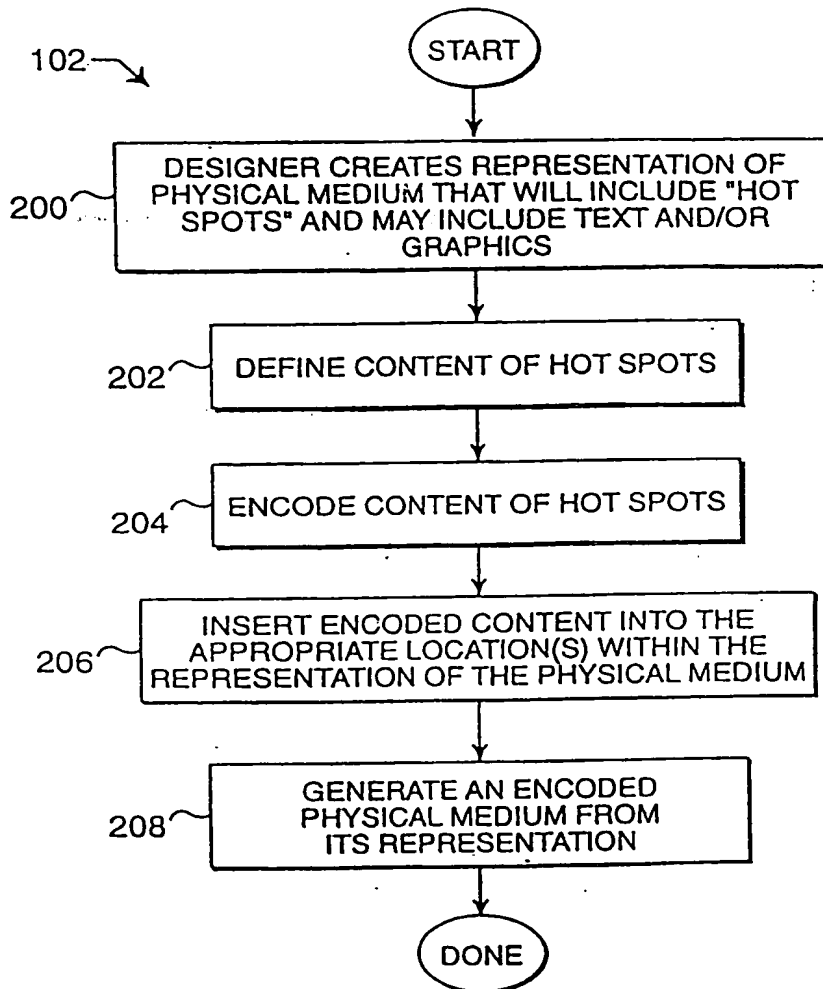 START
102
DESIGNER CREATES REPRESENTATION OF
PHYSICAL MEDIUM THAT WILL INCLUDE "HOT
SPOTS" AND MAY INCLUDE TEXT AND/OR
GRAPHICS
200
DEFINE CONTENT OF HOT SPOTS
202
ENCODE CONTENT OF HOT SPOTS
204
INSERT ENCODED CONTENT INTO THE
APPROPRIATE LOCATION(S) WITHIN THE
REPRESENTATION OF THE PHYSICAL MEDIUM
206
GENERATE AN ENCODED
PHYSICAL MEDIUM FROM
ITS REPRESENTATION
208
DONE